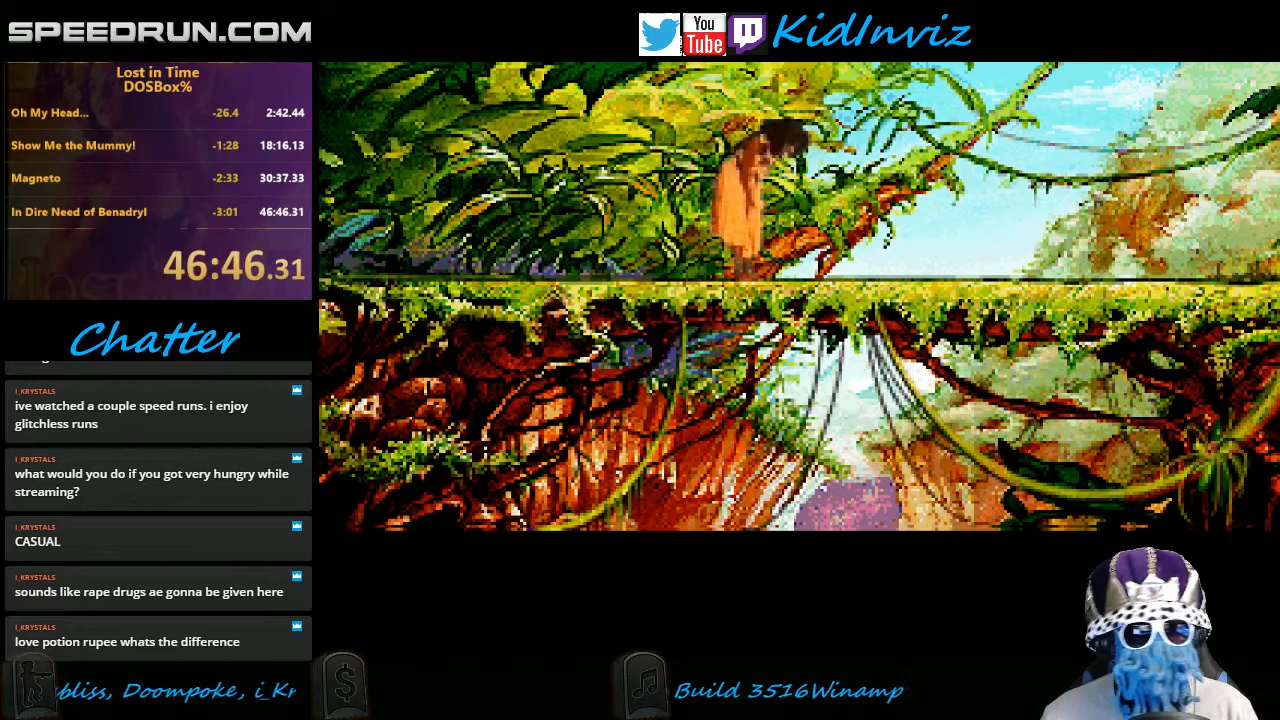 SPEEDRUN.COM
You
Tube
KidInviz
Lost in Time
DOSBox%
Oh My Head... -26.4 2:42.44
Show Me the Mummy! -1:28 18:16.13
Magneto -2:33 30:37.33
In Dire Need of Benadryl -3:01 46:46.31
46:46.31
Chatter
I_KRYSTALS
ive watched a couple speed runs. i enjoy
glitchless runs
I_KRYSTALS
what would you do if you got very hungry while
streaming?
I_KRYSTALS
CASUAL
I_KRYSTALS
sounds like rape drugs ae gonna be given here
I_KRYSTALS
love potion rupee whats the difference
bliss, Doompoke, i_Kr
$
Build 3516Winamp